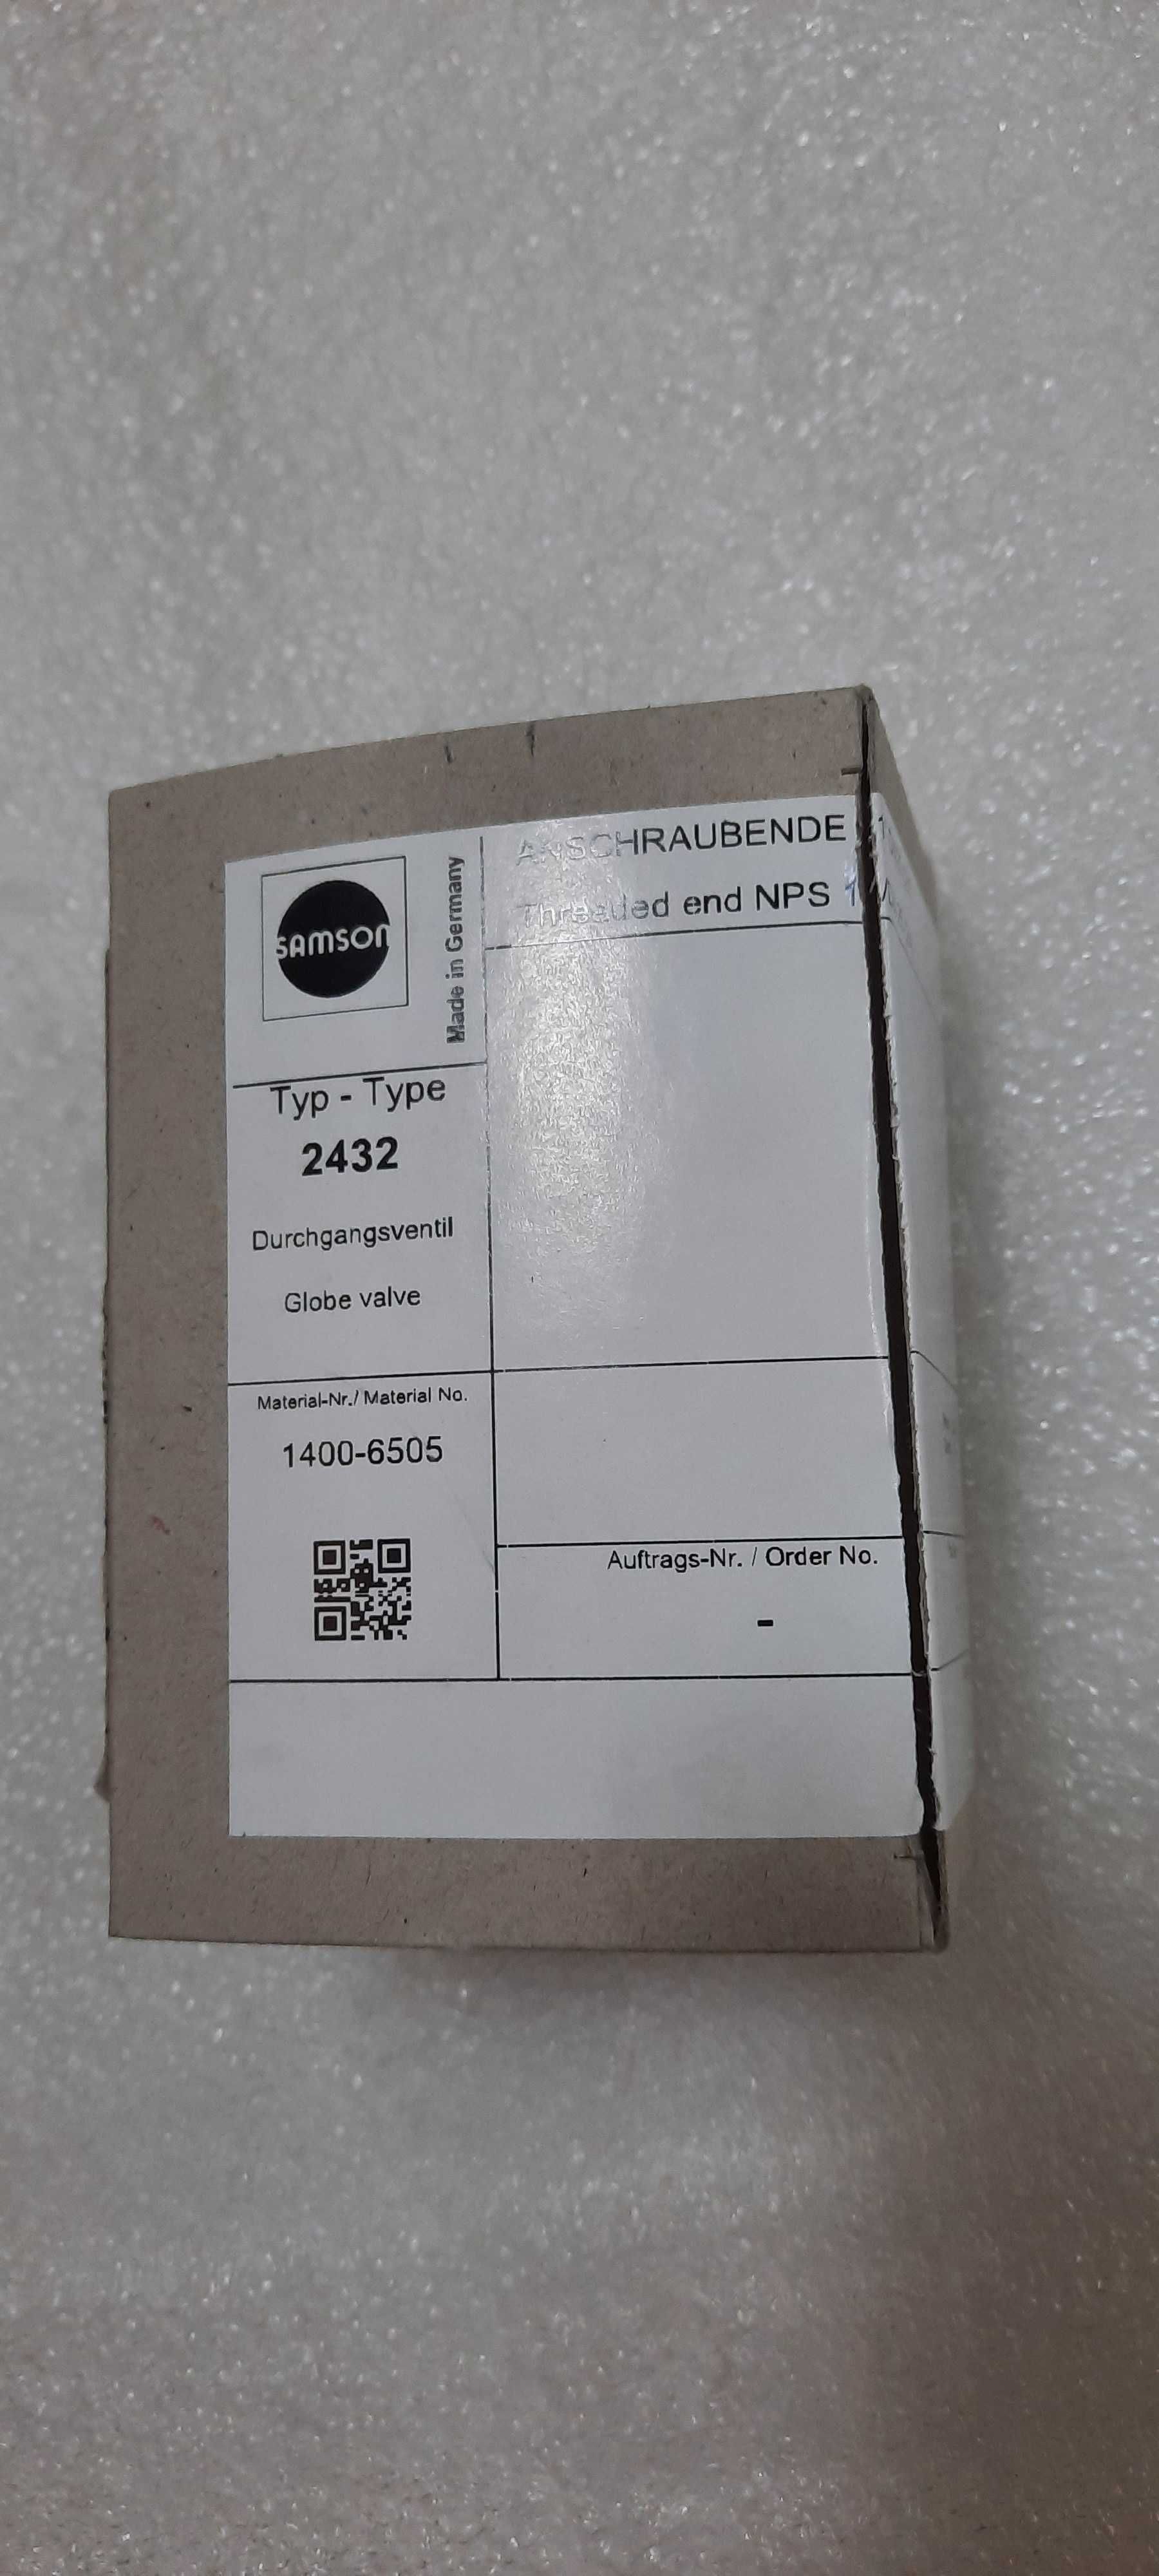 SAMSON
Made in Germany
ANSCHRAUBENDE
Threaded end NPS
Typ - Type
2432
Durchgangsventil
Globe valve
Material-Nr./ Material No.
1400-6505
Auftrags-Nr. / Order No.
-